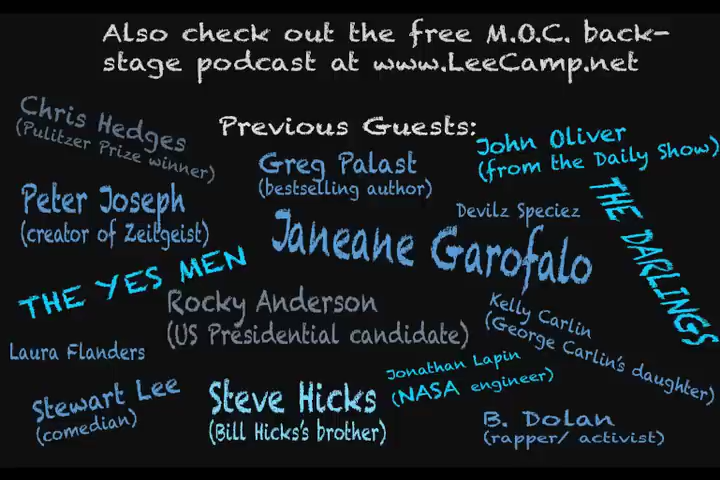 Also check out the free M.O.C. back-
stage podcast at www.LeeCamp.net
Chris Hedges
(Pulitzer Prize winner)
Previous Guests:
John Oliver
(from the Daily Show)
Greg Palast
(bestselling author)
Peter Joseph
(creator of Zeitgeist)
Devilz Speciez
THE DARLINGS
Janeane Garofalo
THE YES MEN
Rocky Anderson
(US Presidential candidate)
Kelly Carlin
(George Carlin's daughter)
Laura Flanders
Jonathan Lapin
(NASA engineer)
Stewart Lee
(comedian)
Steve Hicks
(Bill Hicks's brother)
B. Dolan
(rapper/ activist)